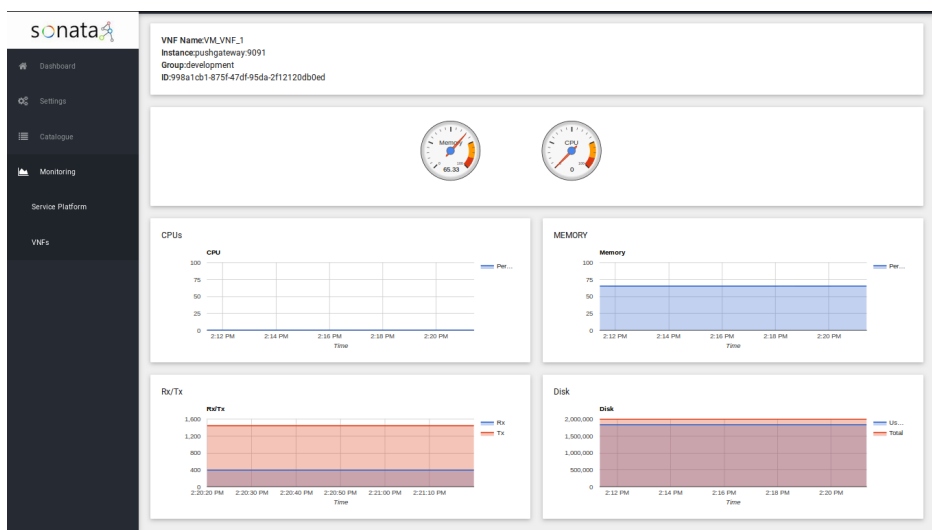 sonata
Dashboard
Settings
Catalogue
Monitoring
Service Platform
VNFs
VNF Name:VM_VNF_1
Instance:pushgateway:9091
Group:development
ID:998a1cb1-875f-47df-95da-2f12120db0ed
Memory
0 100
65.33
CPU
0 100
0
CPUs
CPU
100
75
50
25
0
Per...
2:12 PM 2:14 PM 2:16 PM 2:18 PM 2:20 PM
Time
MEMORY
Memory
100
75
50
25
0
Per...
2:12 PM 2:14 PM 2:16 PM 2:18 PM 2:20 PM
Time
Rx/Tx
Rx/Tx
1,600
1,200
800
400
0
Rx
Tx
2:20:20 PM 2:20:30 PM 2:20:40 PM 2:20:50 PM 2:21:00 PM 2:21:10 PM
Time
Disk
Disk
2,000,000
1,500,000
1,000,000
500,000
0
Us...
Total
2:12 PM 2:14 PM 2:16 PM 2:18 PM 2:20 PM
Time